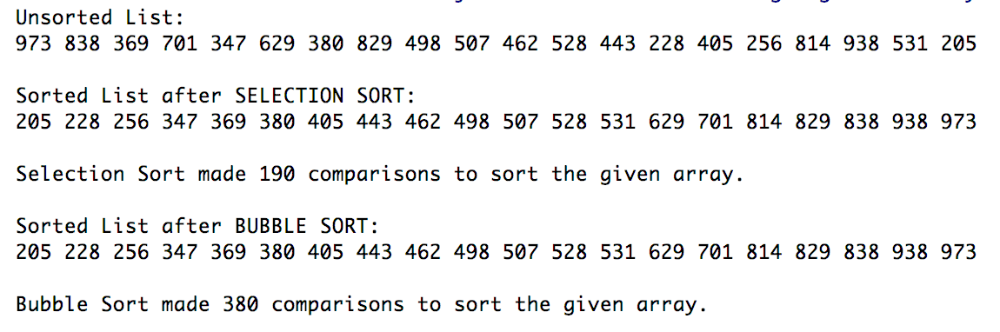 Unsorted List:
973 838 369 701 347 629 380 829 498 507 462 528 443 228 405 256 814 938 531 205
Sorted List after SELECTION SORT:
205 228 256 347 369 380 405 443 462 498 507 528 531 629 701 814 829 838 938 973
Selection Sort made 190 comparisons to sort the given array.
Sorted List after BUBBLE SORT:
205 228 256 347 369 380 405 443 462 498 507 528 531 629 701 814 829 838 938 973
Bubble Sort made 380 comparisons to sort the given array.